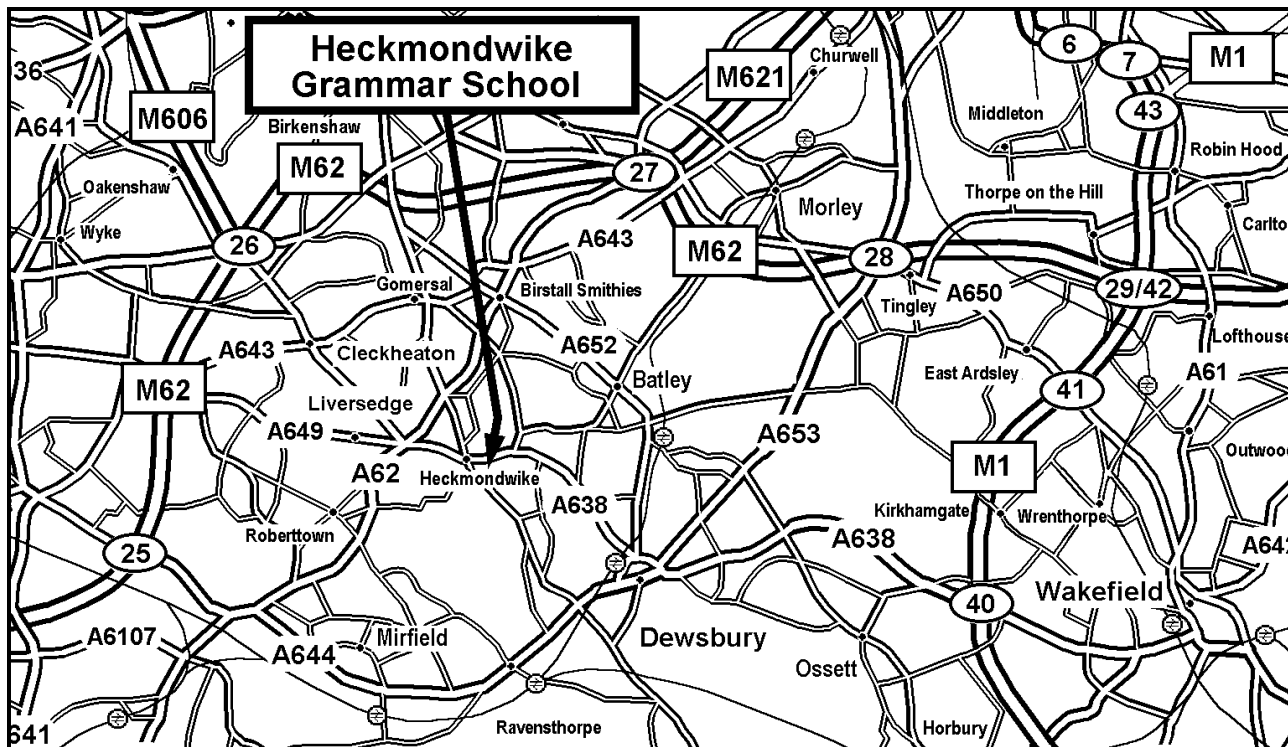 Heckmondwike
Grammar School
Churwell
6
7
M1
36
M621
M606
43
A641
Birkenshaw
Middleton
M62
Robin Hood
27
Oakenshaw
Thorpe on the Hill
Morley
Wyke
Carlto
26
A643
M62
28
Gomersal
Birstall Smithies
29/42
A650
Tingley
Lofthouse
A652
A643
Cleckheaton
East Ardsley
A61
M62
Batley
41
Liversedge
A649
A653
Outwood
M1
A62
Heckmondwike
A638
Kirkhamgate
Wrenthorpe
Roberttown
A638
A642
25
Wakefield
40
A6107
Mirfield
Dewsbury
A644
Ossett
Ravensthorpe
Horbury
641